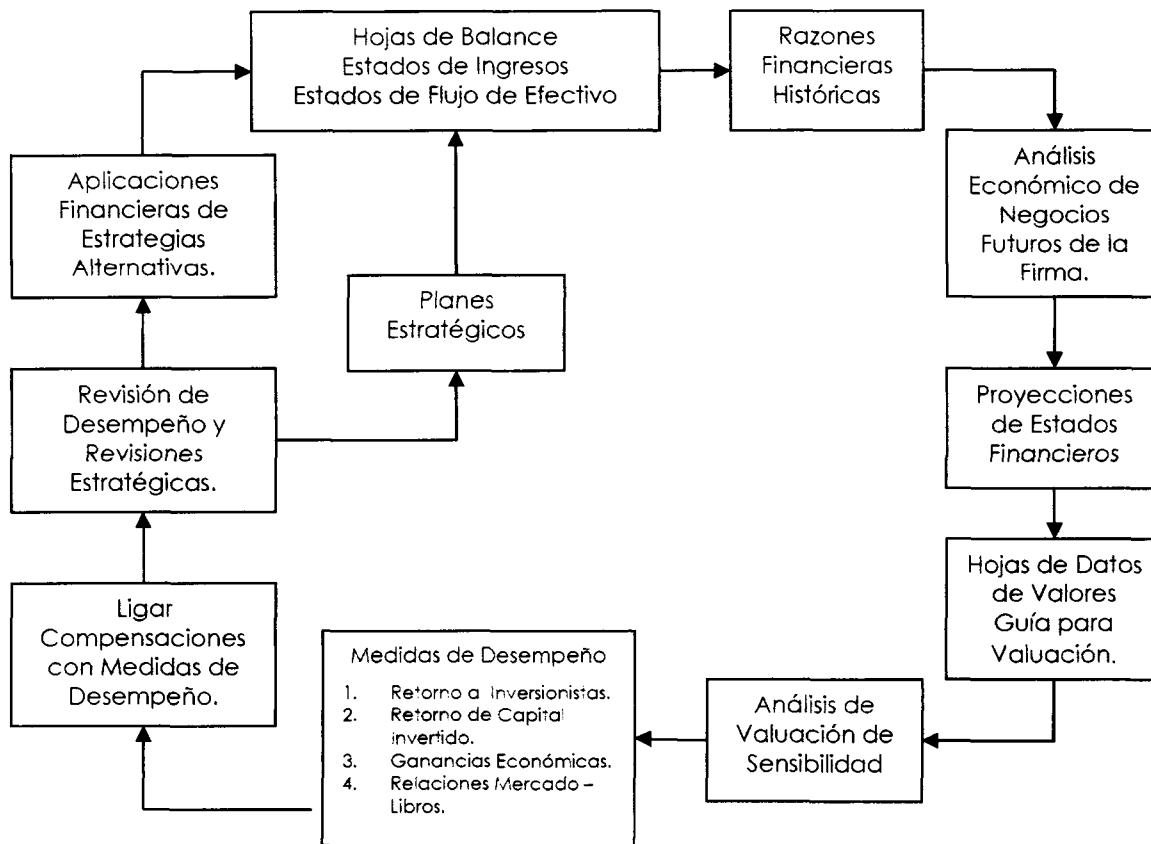 Hojas de Balance
Estados de Ingresos
Estados de Flujo de Efectivo
Razones
Financieras
Históricas
Análisis
Económico de
Negocios
Futuros de la
Firma.
Proyecciones
de Estados
Financieros
Hojas de Datos
de Valores
Guía para
Valuación.
Análisis de
Valuación de
Sensibilidad
Medidas de Desempeño
1. Retorno a Inversionistas.
2. Retorno de Capital
invertido.
3. Ganancias Económicas.
4. Relaciones Mercado –
Libros.
Ligar
Compensaciones
con Medidas de
Desempeño.
Revisión de
Desempeño y
Revisiones
Estratégicas.
Aplicaciones
Financieras de
Estrategias
Alternativas.
Planes
Estratégicos